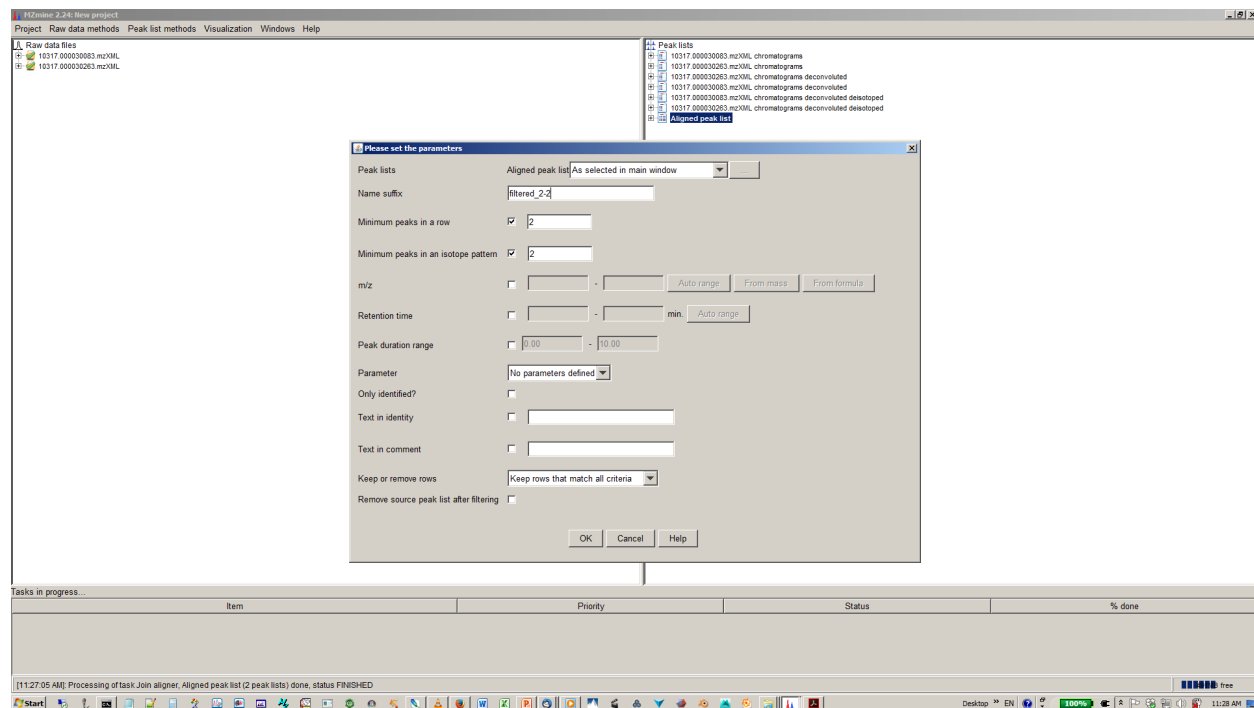 MZmine 2.24: New project
Project Raw data methods Peak list methods Visualization Windows Help
Raw data files
10317.000030083.mzXML
10317.000030263.mzXML
Peak lists
10317.000030083.mzXML chromatograms
10317.000030263.mzXML chromatograms
10317.000030263.mzXML chromatograms deconvoluted
10317.000030083.mzXML chromatograms deconvoluted
10317.000030083.mzXML chromatograms deconvoluted deisotoped
10317.000030263.mzXML chromatograms deconvoluted deisotoped
Aligned peak list
Please set the parameters
Peak lists Aligned peak list As selected in main window ...
Name suffix filtered_2-2
Minimum peaks in a row 2
Minimum peaks in an isotope pattern 2
m/z - Auto range From mass From formula
Retention time - min. Auto range
Peak duration range 0.00 - 10.00
Parameter No parameters defined
Only identified?
Text in identity
Text in comment
Keep or remove rows Keep rows that match all criteria
Remove source peak list after filtering
OK Cancel Help
Tasks in progress...
Item Priority Status % done
[11:27:05 AM]: Processing of task Join aligner, Aligned peak list (2 peak lists) done, status FINISHED
free
Start Desktop » EN 100% 11:28 AM